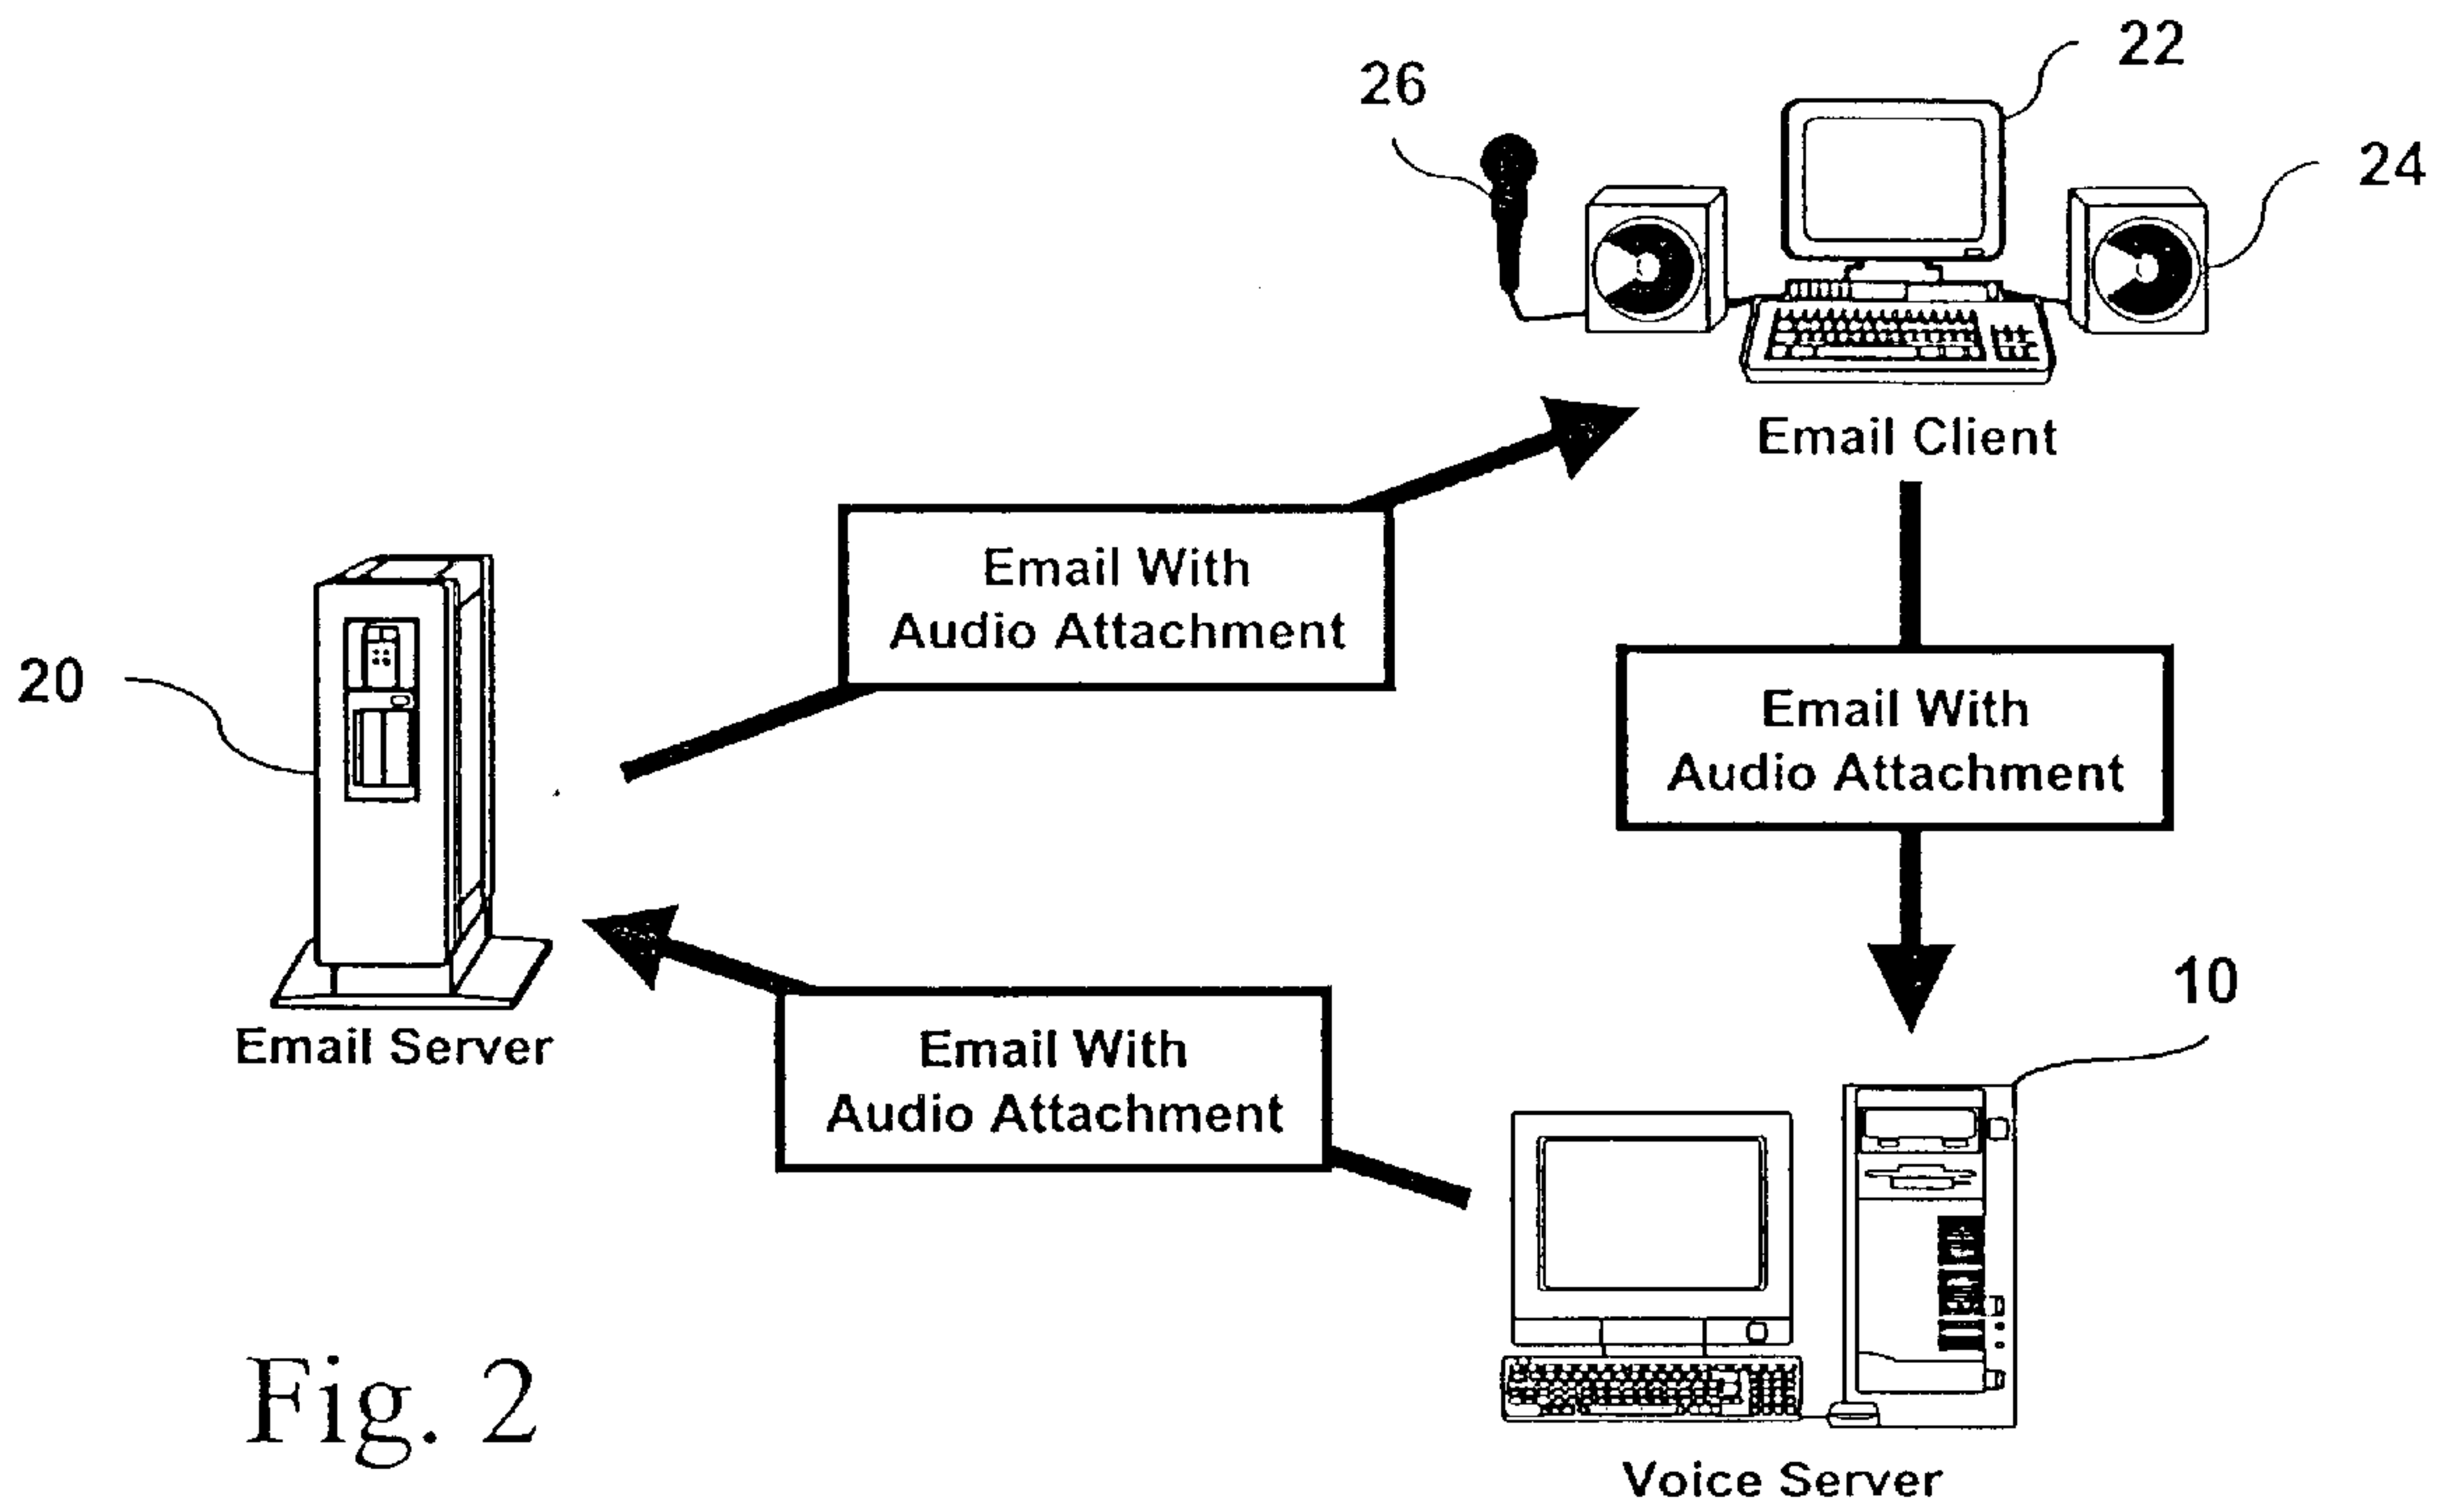 22
26
24
Email Client
Email With
Audio Attachment
Email With
Audio Attachment
20
10
Email Server
Email With
Audio Attachment
Fig. 2
Voice Server